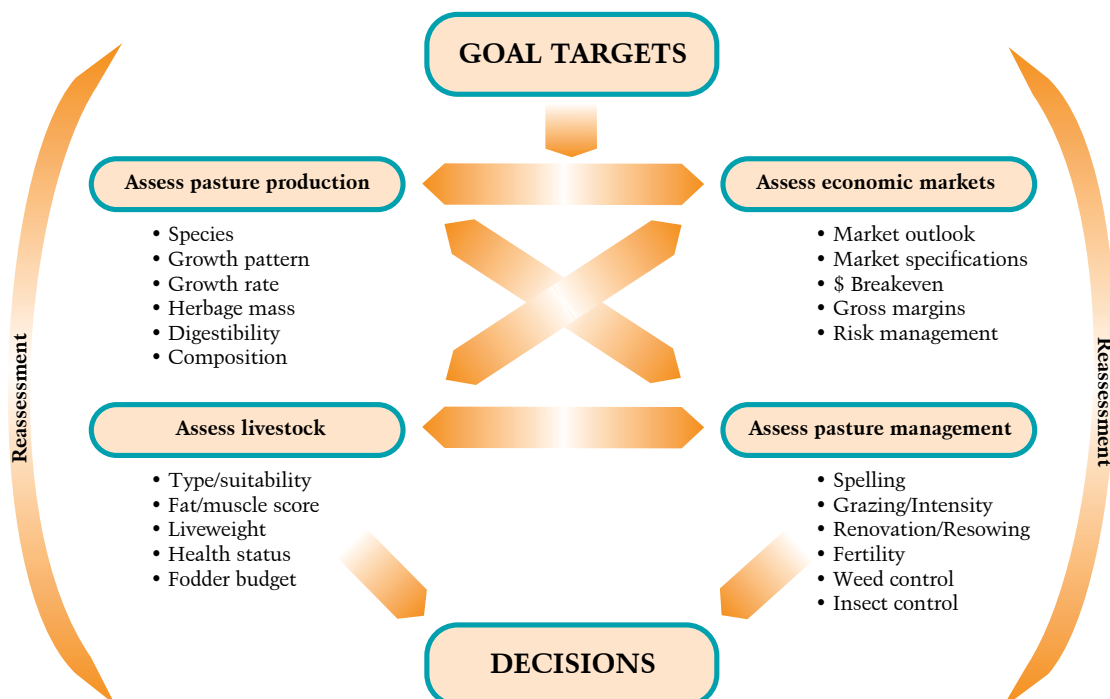 GOAL TARGETS
Assess pasture production
• Species
• Growth pattern
• Growth rate
• Herbage mass
• Digestibility
• Composition
Assess economic markets
• Market outlook
• Market specifications
• $ Breakeven
• Gross margins
• Risk management
Assess livestock
• Type/suitability
• Fat/muscle score
• Liveweight
• Health status
• Fodder budget
Assess pasture management
• Spelling
• Grazing/Intensity
• Renovation/Resowing
• Fertility
• Weed control
• Insect control
DECISIONS
Reassessment
Reassessment